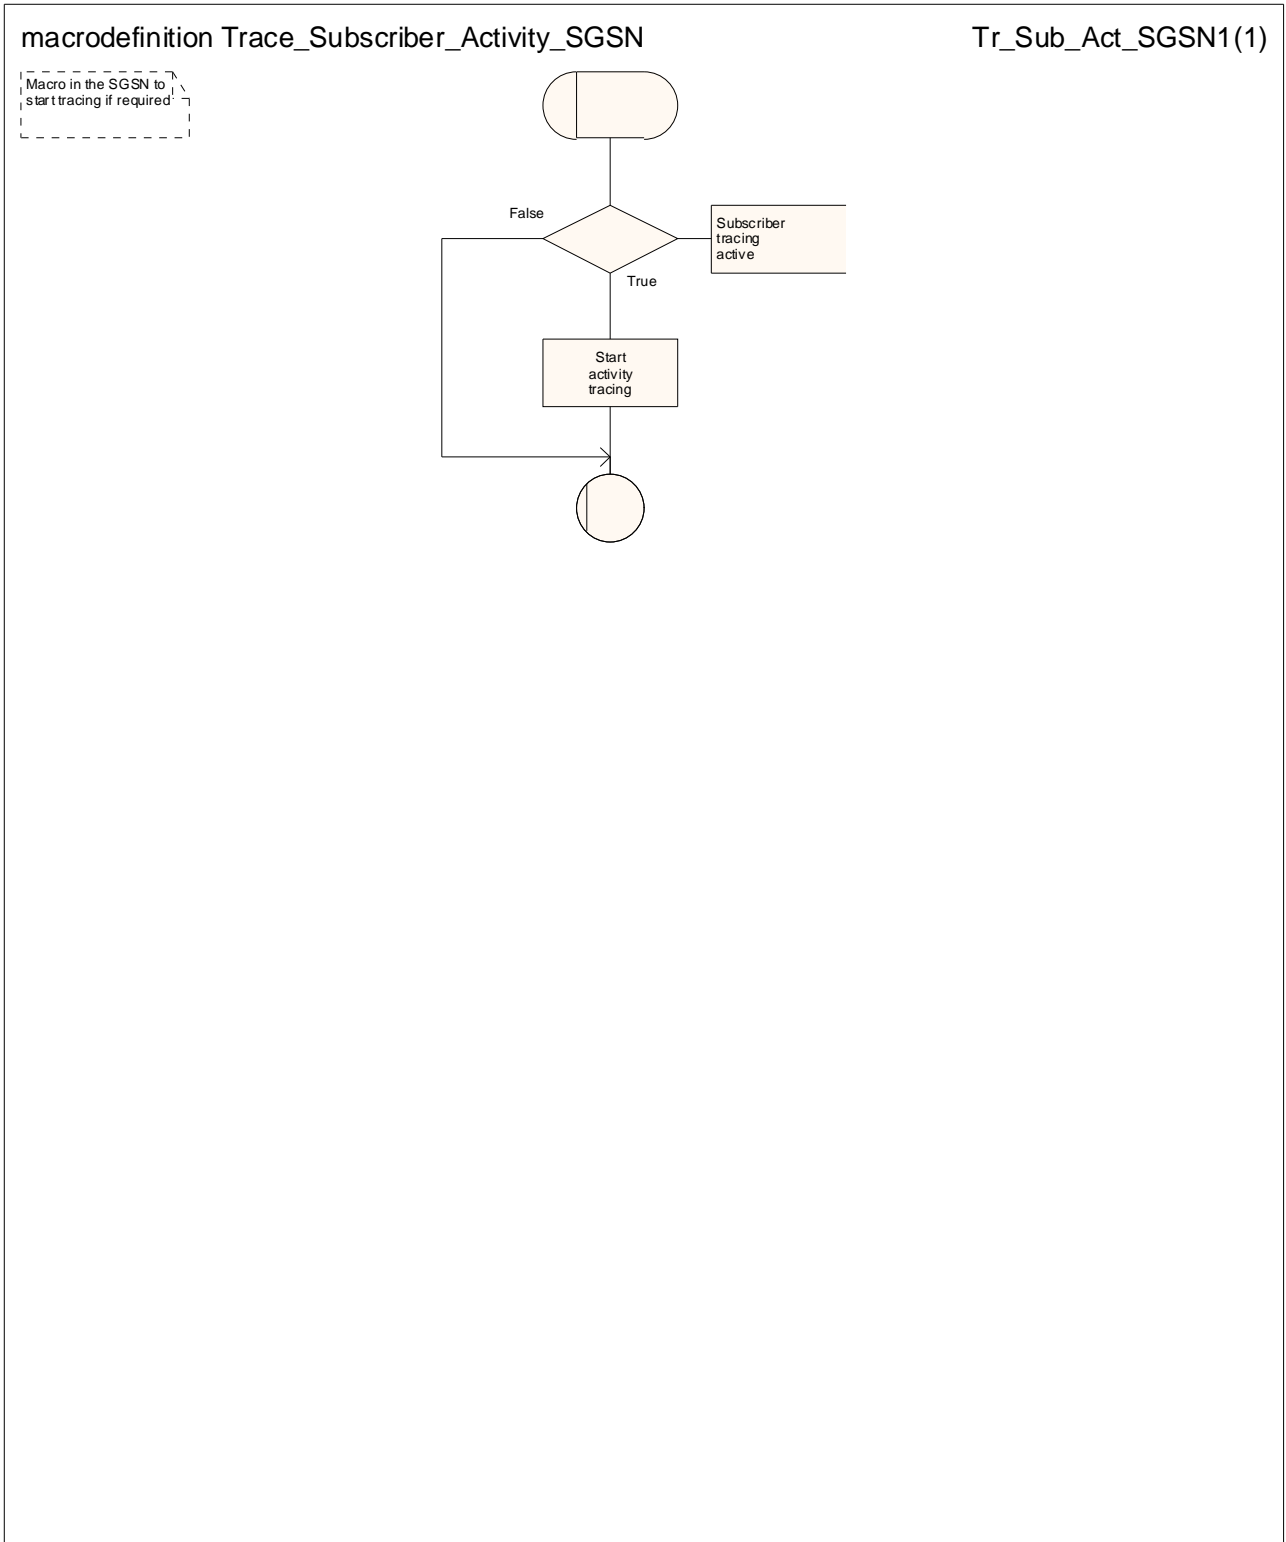 macrodefinition Trace_Subscriber_Activity_SGSN
Tr_Sub_Act_SGSN1(1)
Macro in the SGSN to
start tracing if required
False
Subscriber
tracing
active
True
Start
activity
tracing